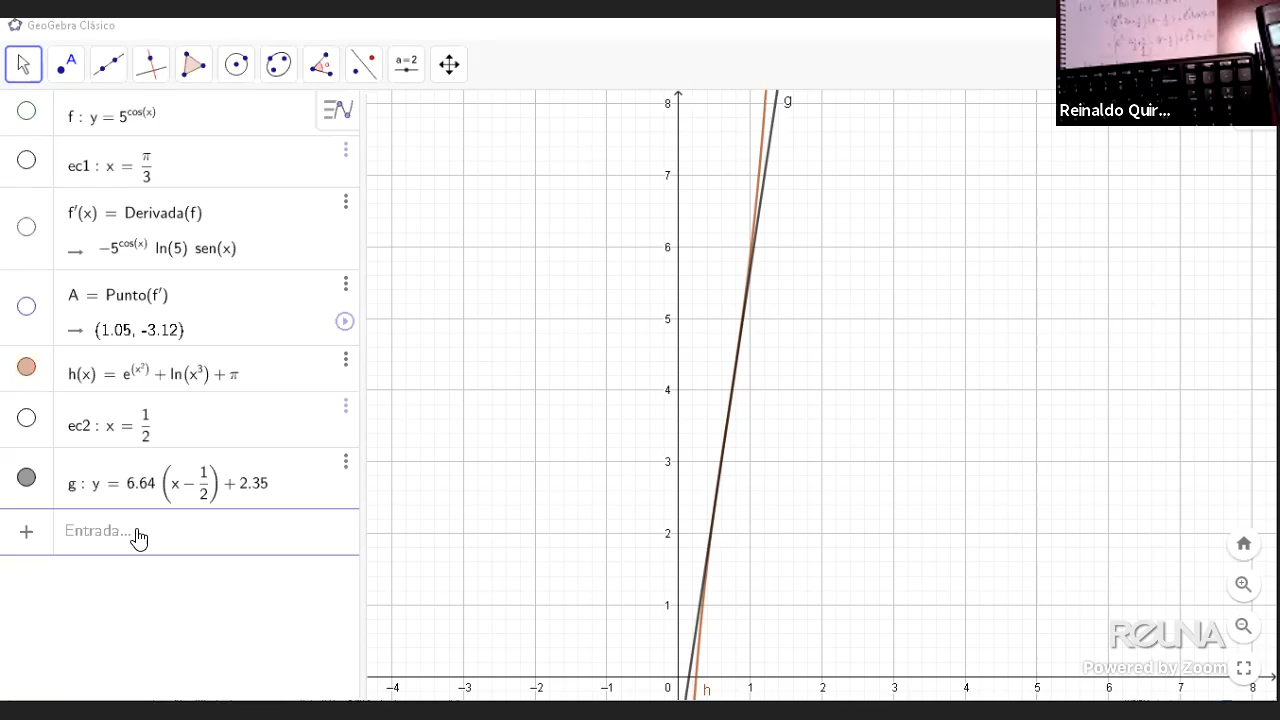 GeoGebra Clásico
A
a = 2
f : y = 5^cos(x)
ec1 : x = π/3
f′(x) = Derivada(f)
→ −5^cos(x) ln(5) sen(x)
A = Punto(f′)
→ (1.05, -3.12)
h(x) = e^(x²) + ln(x³) + π
ec2 : x = 1/2
g : y = 6.64 (x − 1/2) + 2.35
+ Entrada...
g
8
7
6
5
4
3
2
1
−4 −3 −2 −1 0 1 2 3 4 5 6 7 8
h
Reinaldo Quir...
REUNA
Powered by Zoom